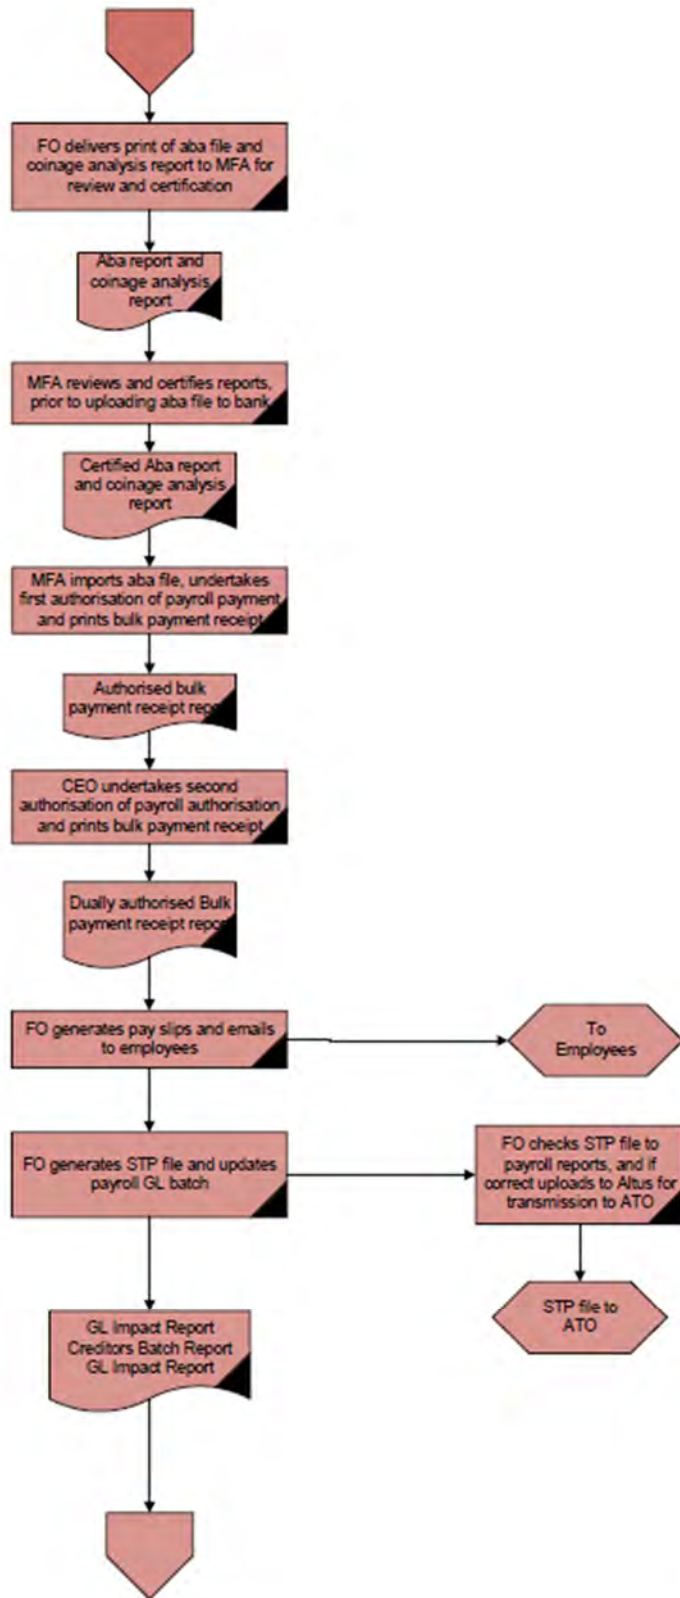 FO delivers print of aba file and
coinage analysis report to MFA for
review and certification
Aba report and
coinage analysis
report
MFA reviews and certifies reports,
prior to uploading aba file to bank
Certified Aba report
and coinage analysis
report
MFA imports aba file, undertakes
first authorisation of payroll payment
and prints bulk payment receipt
Authorised bulk
payment receipt
CEO undertakes second
authorisation of payroll authorisation
and prints bulk payment receipt
Dually authorised Bulk
payment receipt
FO generates pay slips and emails
to employees
To
Employees
FO generates STP file and updates
payroll GL batch
FO checks STP file to
payroll reports, and if
correct uploads to Altus for
transmission to ATO
STP file to
ATO
GL Impact Report
Creditors Batch Report
GL Impact Report